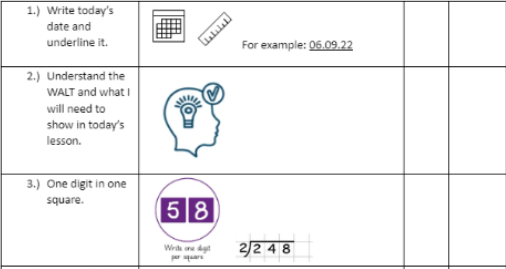 1.) Write today's
date and
underline it.
For example: 06.09.22
2.) Understand the
WALT and what I
will need to
show in today's
lesson.
3.) One digit in one
square.
5 8
Write one digit
per square
2 2 4 8